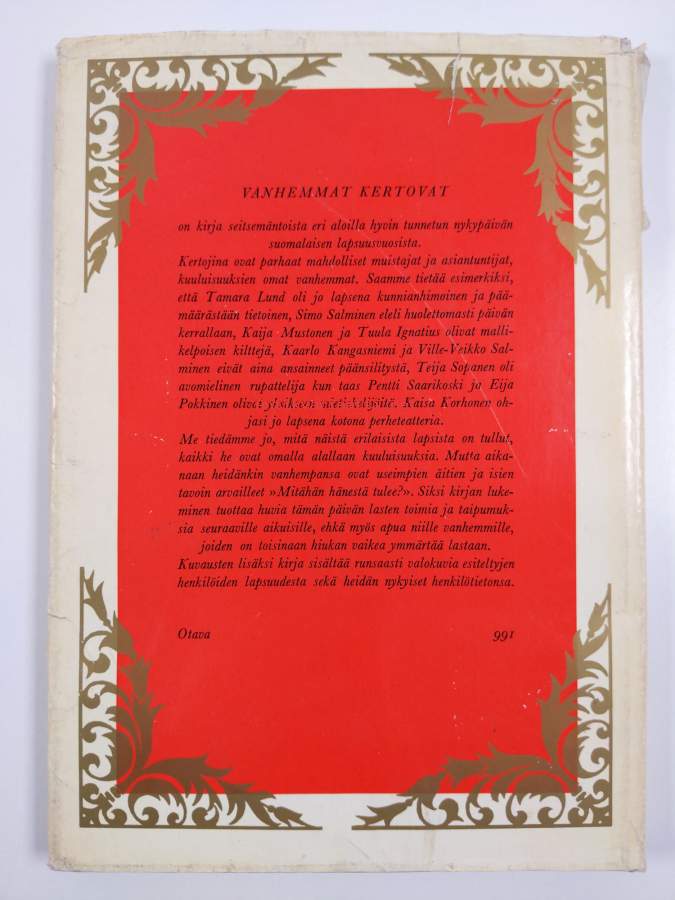 VANHEMMAT KERTOVAT
on kirja seitsemäntoista eri aloilla hyvin tunnetun nykypäivän
suomalaisen lapsuusvuosista.
Kertojina ovat parhaat mahdolliset muistajat ja asiantuntijat,
kuuluisuuksien omat vanhemmat. Saamme tietää esimerkiksi,
että Tamara Lund oli jo lapsena kunnianhimoinen ja pää-
määrästään tietoinen, Simo Salminen eleli huolettomasti päivän
kerrallaan, Kaija Mustonen ja Tuula Ignatius olivat malli-
kelpoisen kilttejä, Kaarlo Kangasniemi ja Ville-Veikko Sal-
minen eivät aina ansainneet päänsilitystä, Teija Sopanen oli
avomielinen rupattelija kun taas Pentti Saarikoski ja Eija
Pokkinen olivat yksikseen mietiskelijöitä. Kaisa Korhonen oh-
jasi jo lapsena kotona perheteatteria.
Me tiedämme jo, mitä näistä erilaisista lapsista on tullut,
kaikki he ovat omalla alallaan kuuluisuuksia. Mutta aika-
naan heidänkin vanhempansa ovat useimpien äitien ja isien
tavoin arvailleet »Mitähän hänestä tulee?». Siksi kirjan luke-
minen tuottaa huvia tämän päivän lasten toimia ja taipumuk-
sia seuraaville aikuisille, ehkä myös apua niille vanhemmille,
joiden on toisinaan hiukan vaikea ymmärtää lastaan.
Kuvausten lisäksi kirja sisältää runsaasti valokuvia esiteltyjen
henkilöiden lapsuudesta sekä heidän nykyiset henkilötietonsa.
Otava 991